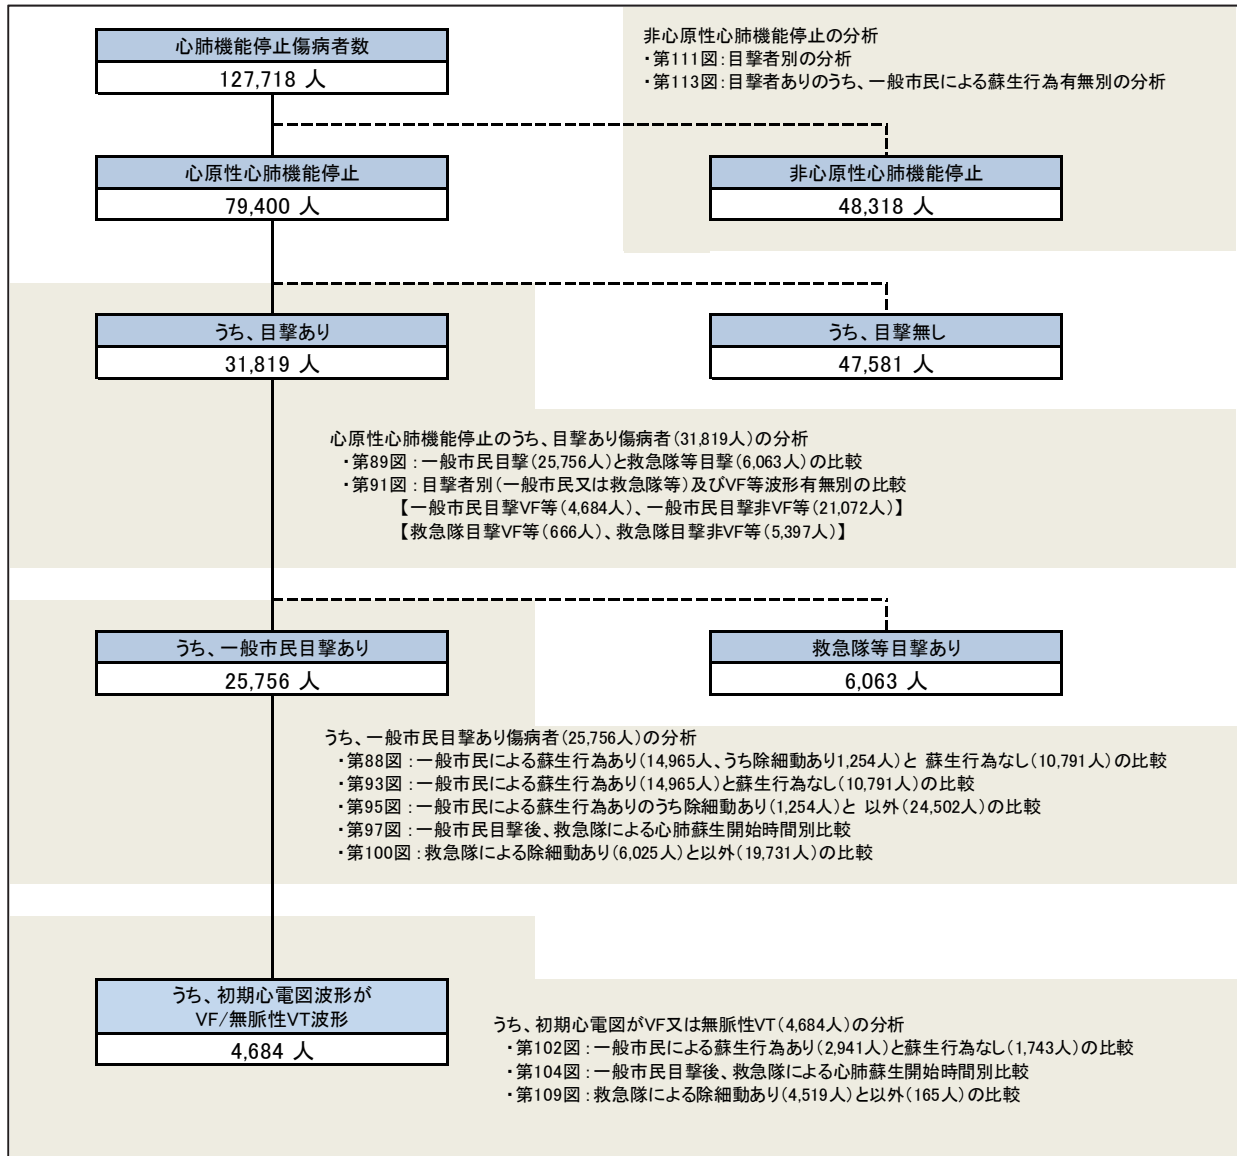 心肺機能停止傷病者数
127,718 人
非心原性心肺機能停止の分析
・第111図：目撃者別の分析
・第113図：目撃者ありのうち、一般市民による蘇生行為有無別の分析
心原性心肺機能停止
79,400 人
非心原性心肺機能停止
48,318 人
うち、目撃あり
31,819 人
うち、目撃無し
47,581 人
心原性心肺機能停止のうち、目撃あり傷病者（31,819人）の分析
・第89図：一般市民目撃（25,756人）と救急隊等目撃（6,063人）の比較
・第91図：目撃者別（一般市民又は救急隊等）及びVF等波形有無別の比較
【一般市民目撃VF等（4,684人）、一般市民目撃非VF等（21,072人）】
【救急隊目撃VF等（666人）、救急隊目撃非VF等（5,397人）】
うち、一般市民目撃あり
25,756 人
救急隊等目撃あり
6,063 人
うち、一般市民目撃あり傷病者（25,756人）の分析
・第88図：一般市民による蘇生行為あり（14,965人、うち除細動あり1,254人）と 蘇生行為なし（10,791人）の比較
・第93図：一般市民による蘇生行為あり（14,965人）と蘇生行為なし（10,791人）の比較
・第95図：一般市民による蘇生行為ありのうち除細動あり（1,254人）と 以外（24,502人）の比較
・第97図：一般市民目撃後、救急隊による心肺蘇生開始時間別比較
・第100図：救急隊による除細動あり（6,025人）と以外（19,731人）の比較
うち、初期心電図波形が
VF/無脈性VT波形
4,684 人
うち、初期心電図がVF又は無脈性VT（4,684人）の分析
・第102図：一般市民による蘇生行為あり（2,941人）と蘇生行為なし（1,743人）の比較
・第104図：一般市民目撃後、救急隊による心肺蘇生開始時間別比較
・第109図：救急隊による除細動あり（4,519人）と以外（165人）の比較